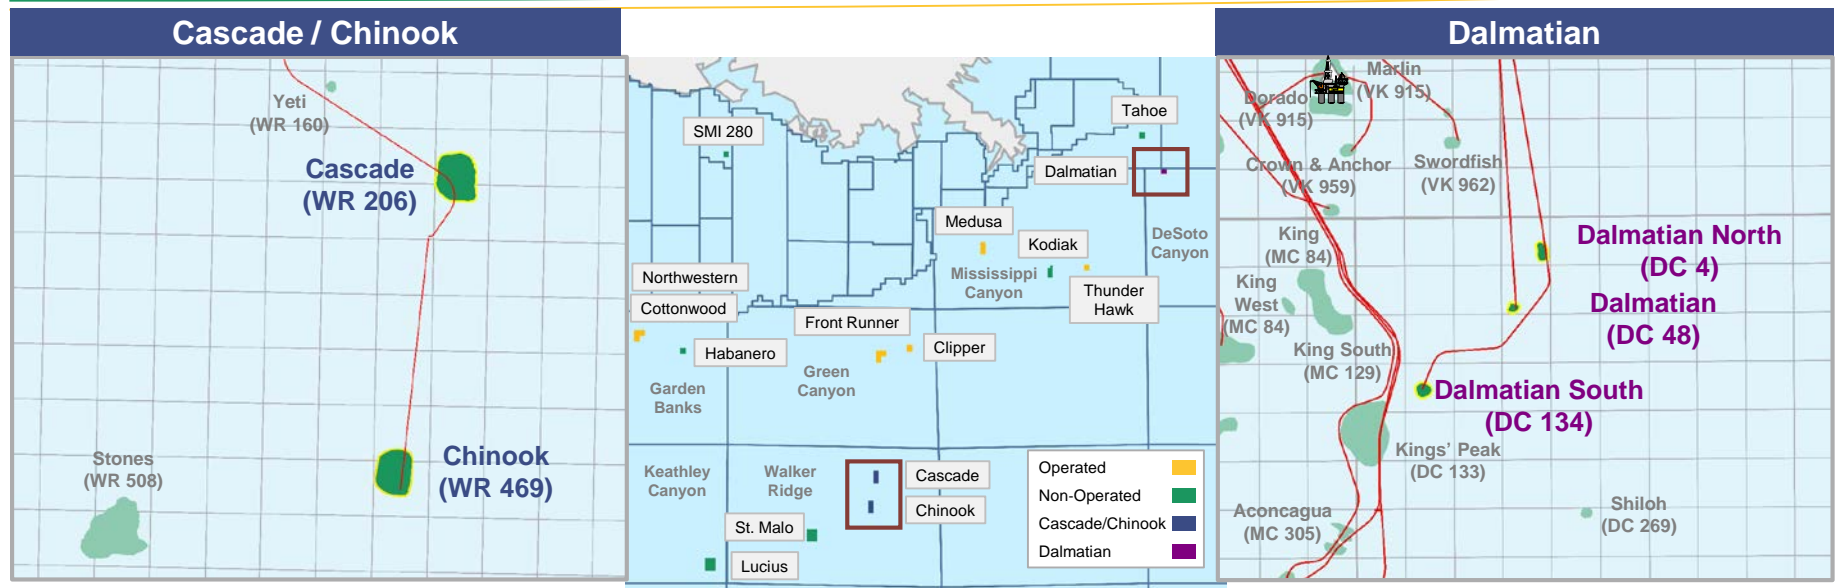 Cascade / Chinook
Yeti
(WR 160)
Cascade
(WR 206)
Chinook
(WR 469)
Stones
(WR 508)
SMI 280
Tahoe
Dalmatian
Medusa
Kodiak
DeSoto
Canyon
Mississippi
Canyon
Thunder
Hawk
Northwestern
Cottonwood
Front Runner
Clipper
Habanero
Green
Canyon
Garden
Banks
Keathley
Canyon
Walker
Ridge
Cascade
Chinook
St. Malo
Lucius
Operated
Non-Operated
Cascade/Chinook
Dalmatian
Dalmatian
Marlin
(VK 915)
Dorado
(VK 915)
Crown & Anchor
(VK 959)
Swordfish
(VK 962)
King
(MC 84)
King
West
(MC 84)
King South
(MC 129)
Dalmatian North
(DC 4)
Dalmatian
(DC 48)
Dalmatian South
(DC 134)
Kings' Peak
(DC 133)
Aconcagua
(MC 305)
Shiloh
(DC 269)